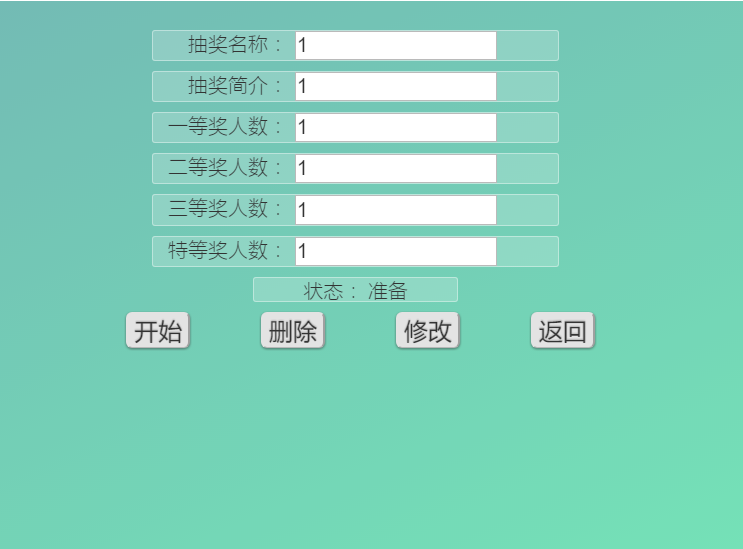 抽奖名称： 1
抽奖简介： 1
一等奖人数： 1
二等奖人数： 1
三等奖人数： 1
特等奖人数： 1
状态： 准备
开始 删除 修改 返回